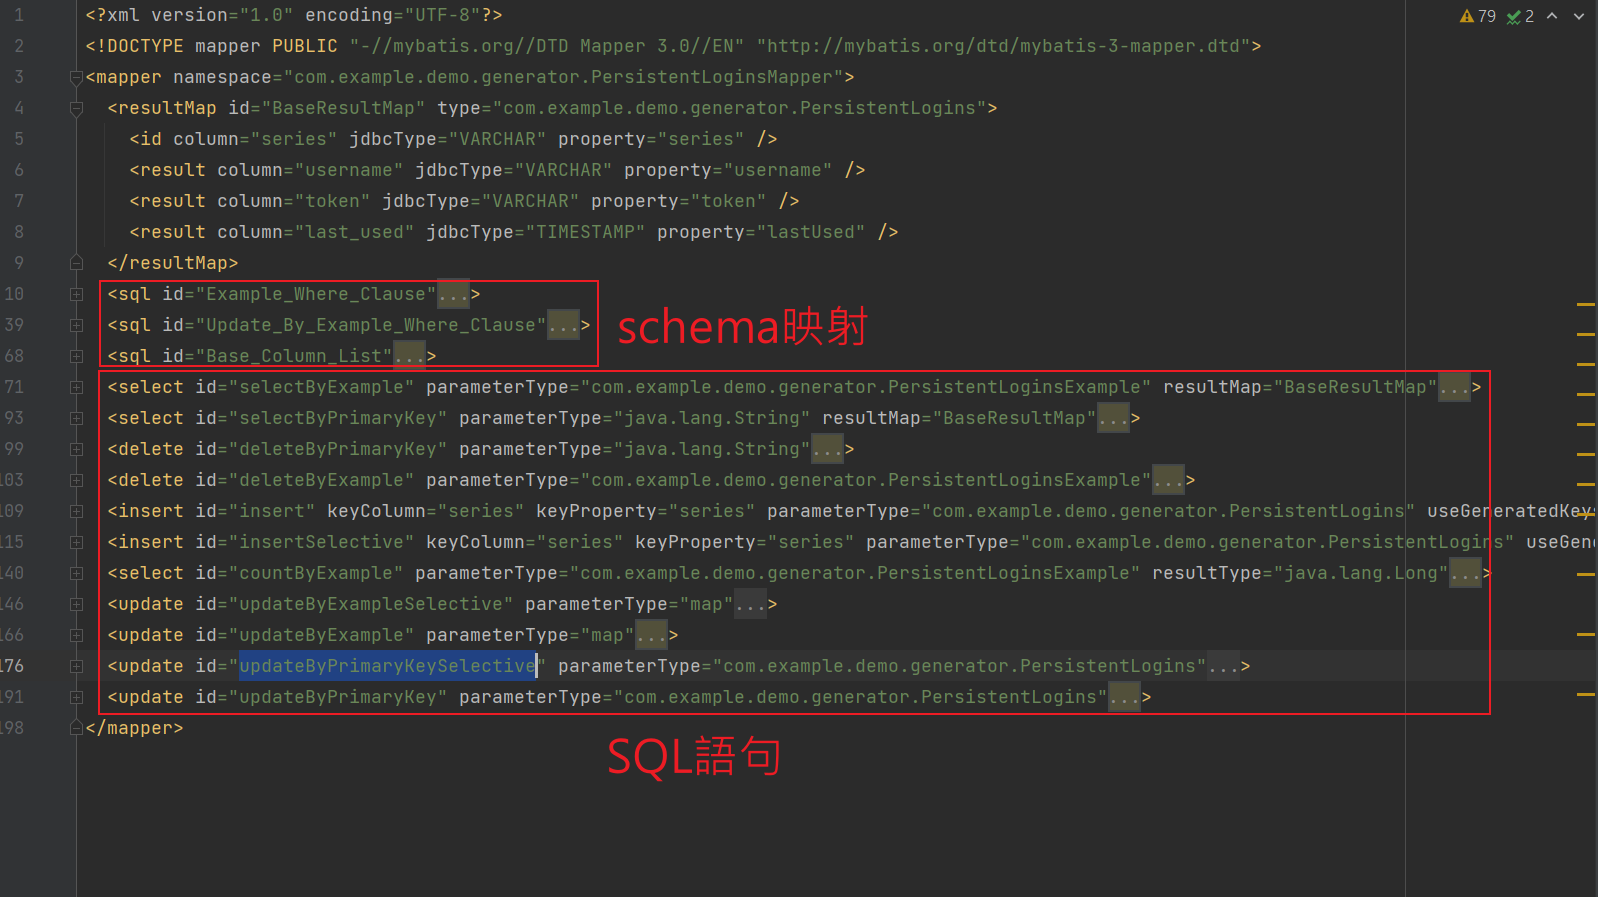 79 2
1 <?xml version="1.0" encoding="UTF-8"?>
2 <!DOCTYPE mapper PUBLIC "-//mybatis.org//DTD Mapper 3.0//EN" "http://mybatis.org/dtd/mybatis-3-mapper.dtd">
3 <mapper namespace="com.example.demo.generator.PersistentLoginsMapper">
4 <resultMap id="BaseResultMap" type="com.example.demo.generator.PersistentLogins">
5 <id column="series" jdbcType="VARCHAR" property="series" />
6 <result column="username" jdbcType="VARCHAR" property="username" />
7 <result column="token" jdbcType="VARCHAR" property="token" />
8 <result column="last_used" jdbcType="TIMESTAMP" property="lastUsed" />
9 </resultMap>
10 <sql id="Example_Where_Clause"...>
39 <sql id="Update_By_Example_Where_Clause"...>
schema映射
68 <sql id="Base_Column_List"...>
71 <select id="selectByExample" parameterType="com.example.demo.generator.PersistentLoginsExample" resultMap="BaseResultMap"...>
93 <select id="selectByPrimaryKey" parameterType="java.lang.String" resultMap="BaseResultMap"...>
99 <delete id="deleteByPrimaryKey" parameterType="java.lang.String"...>
103 <delete id="deleteByExample" parameterType="com.example.demo.generator.PersistentLoginsExample"...>
109 <insert id="insert" keyColumn="series" keyProperty="series" parameterType="com.example.demo.generator.PersistentLogins" useGeneratedKeys
115 <insert id="insertSelective" keyColumn="series" keyProperty="series" parameterType="com.example.demo.generator.PersistentLogins" useGene
140 <select id="countByExample" parameterType="com.example.demo.generator.PersistentLoginsExample" resultType="java.lang.Long"...>
146 <update id="updateByExampleSelective" parameterType="map"...>
166 <update id="updateByExample" parameterType="map"...>
176 <update id="updateByPrimaryKeySelective" parameterType="com.example.demo.generator.PersistentLogins"...>
191 <update id="updateByPrimaryKey" parameterType="com.example.demo.generator.PersistentLogins"...>
198 </mapper>
SQL語句